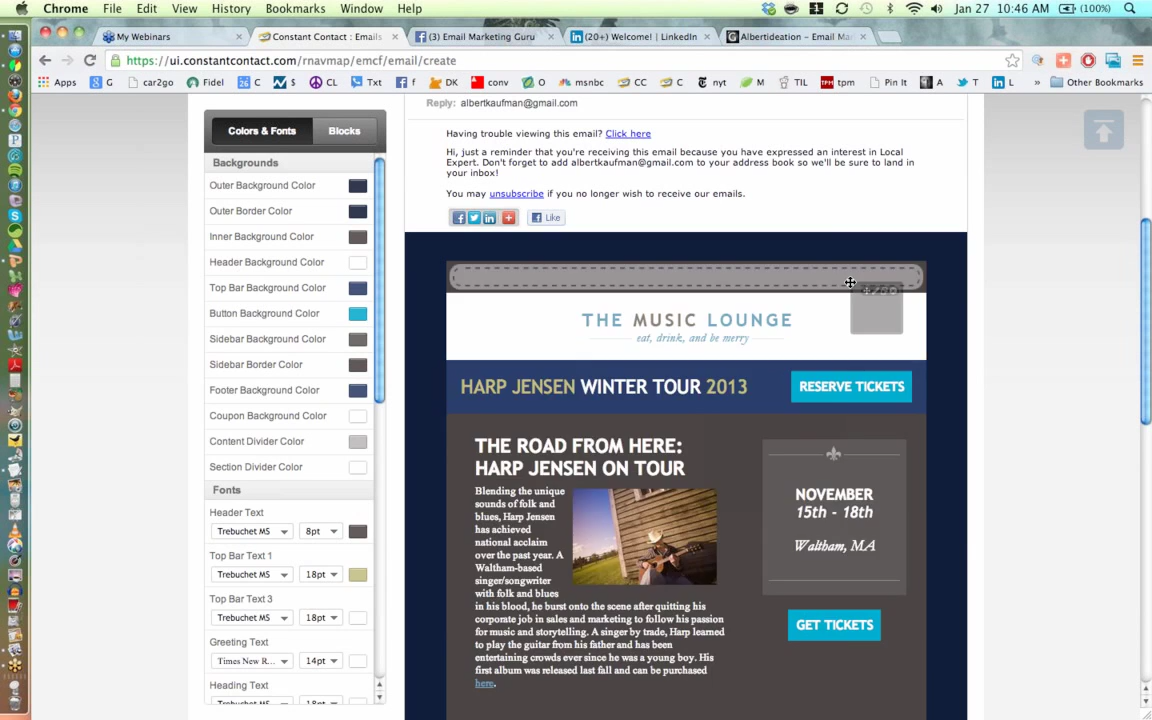 Chrome File Edit View History Bookmarks Window Help Jan 27 10:46 AM (100%)
My Webinars Constant Contact : Emails (3) Email Marketing Guru (20+) Welcome! | LinkedIn Albertideation – Email Ma
https://ui.constantcontact.com/rnavmap/emcf/email/create
Apps G car2go Fidel C $ CL Txt f DK conv O msnbc CC C nyt M TIL tpm Pin It A T L » Other Bookmarks
Reply: albertkaufman@gmail.com
Colors & Fonts Blocks
Having trouble viewing this email? Click here
Hi, just a reminder that you're receiving this email because you have expressed an interest in Local
Expert. Don't forget to add albertkaufman@gmail.com to your address book so we'll be sure to land in
your inbox!
You may unsubscribe if you no longer wish to receive our emails.
Like
Backgrounds
Outer Background Color
Outer Border Color
Inner Background Color
Header Background Color
Top Bar Background Color
Button Background Color
Sidebar Background Color
Sidebar Border Color
Footer Background Color
Coupon Background Color
Content Divider Color
Section Divider Color
Fonts
Header Text
Trebuchet MS 8pt
Top Bar Text 1
Trebuchet MS 18pt
Top Bar Text 3
Trebuchet MS 18pt
Greeting Text
Times New R... 14pt
Heading Text
Trebuchet MS 18pt
THE MUSIC LOUNGE
eat, drink, and be merry
HARP JENSEN WINTER TOUR 2013
RESERVE TICKETS
THE ROAD FROM HERE:
HARP JENSEN ON TOUR
Blending the unique
sounds of folk and
blues, Harp Jensen
has achieved
national acclaim
over the past year. A
Waltham-based
singer/songwriter
with folk and blues
in his blood, he burst onto the scene after quitting his
corporate job in sales and marketing to follow his passion
for music and storytelling. A singer by trade, Harp learned
to play the guitar from his father and has been
entertaining crowds ever since he was a young boy. His
first album was released last fall and can be purchased
here.
NOVEMBER
15th - 18th
Waltham, MA
GET TICKETS